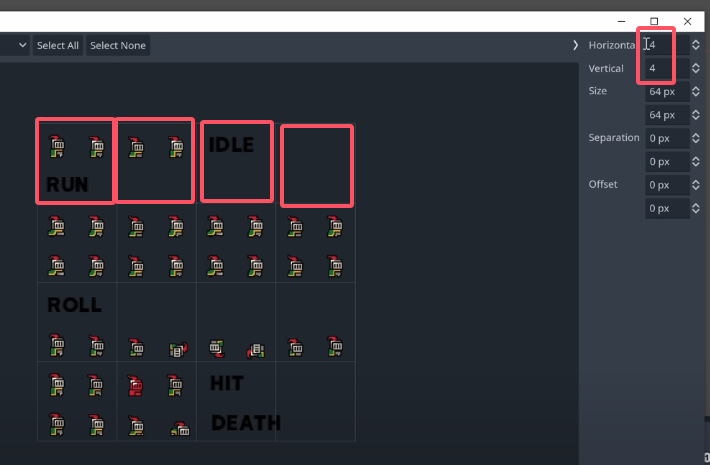 Select All Select None
Horizonta 4
Vertical 4
Size 64 px
64 px
Separation 0 px
0 px
Offset 0 px
0 px
IDLE
RUN
ROLL
HIT
DEATH